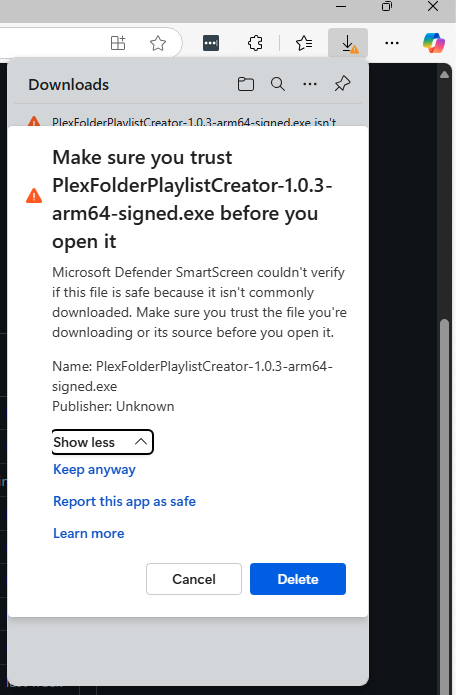 Downloads
PlexFolderPlaylistCreator-1.0.3-arm64-signed.exe isn't
Make sure you trust
PlexFolderPlaylistCreator-1.0.3-
arm64-signed.exe before you
open it
Microsoft Defender SmartScreen couldn't verify
if this file is safe because it isn't commonly
downloaded. Make sure you trust the file you're
downloading or its source before you open it.
Name: PlexFolderPlaylistCreator-1.0.3-arm64-
signed.exe
Publisher: Unknown
Show less
Keep anyway
Report this app as safe
Learn more
Cancel
Delete